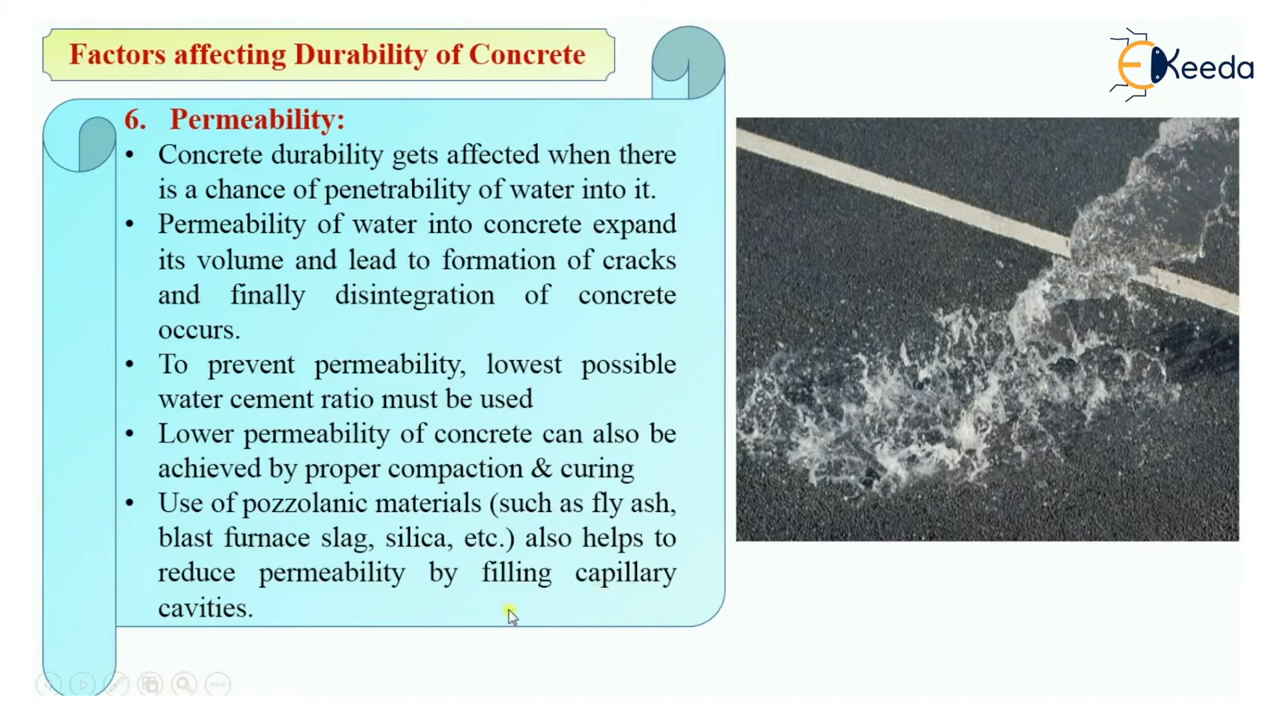 Factors affecting Durability of Concrete
EKeeda
6. Permeability:
• Concrete durability gets affected when there
is a chance of penetrability of water into it.
• Permeability of water into concrete expand
its volume and lead to formation of cracks
and finally disintegration of concrete
occurs.
• To prevent permeability, lowest possible
water cement ratio must be used
• Lower permeability of concrete can also be
achieved by proper compaction & curing
• Use of pozzolanic materials (such as fly ash,
blast furnace slag, silica, etc.) also helps to
reduce permeability by filling capillary
cavities.